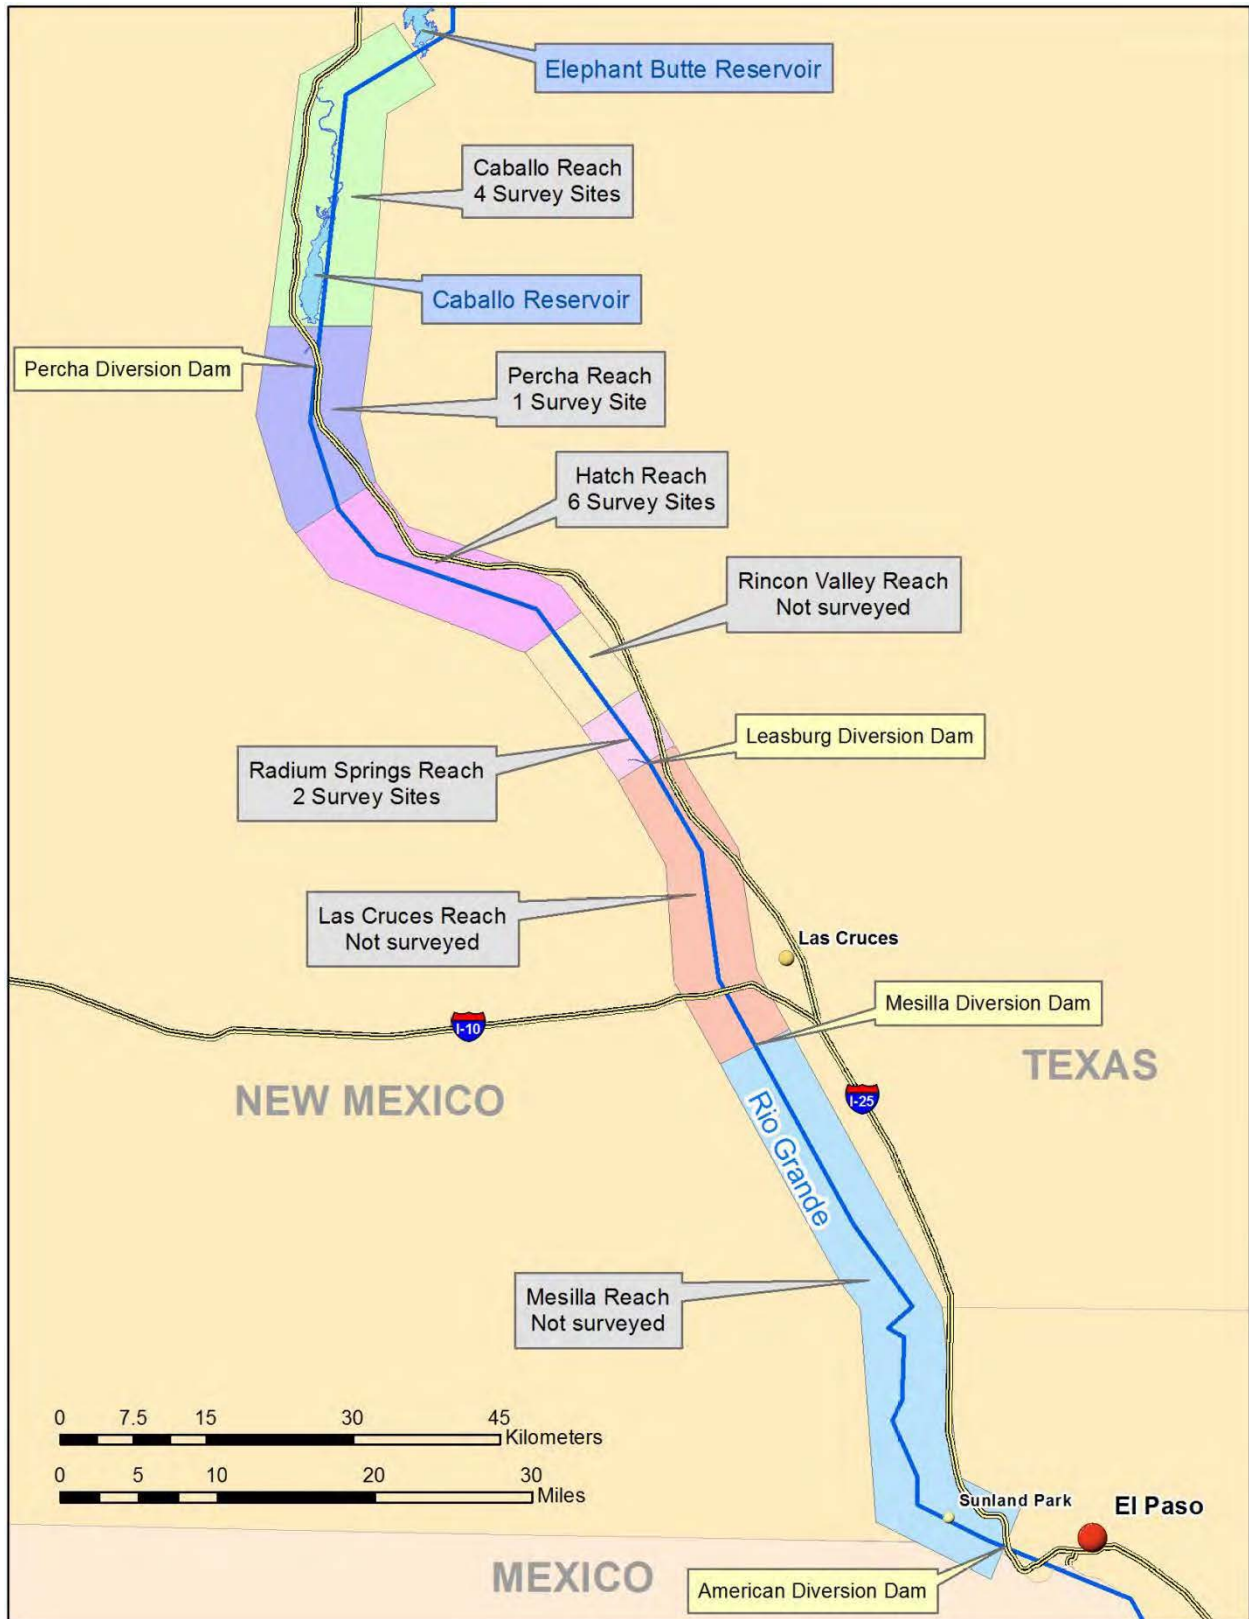 Elephant Butte Reservoir
Caballo Reach
4 Survey Sites
Caballo Reservoir
Percha Diversion Dam
Percha Reach
1 Survey Site
Hatch Reach
6 Survey Sites
Rincon Valley Reach
Not surveyed
Leasburg Diversion Dam
Radium Springs Reach
2 Survey Sites
Las Cruces Reach
Not surveyed
Las Cruces
Mesilla Diversion Dam
I-10
TEXAS
NEW MEXICO
I-25
Rio Grande
Mesilla Reach
Not surveyed
0 7.5 15 30 45
Kilometers
0 5 10 20 30
Miles
Sunland Park
El Paso
MEXICO
American Diversion Dam